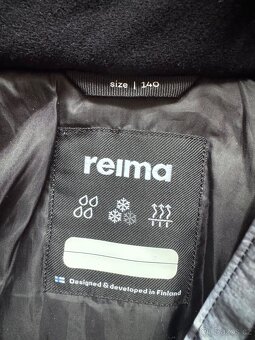 size | 140
reima
Designed & developed in Finland